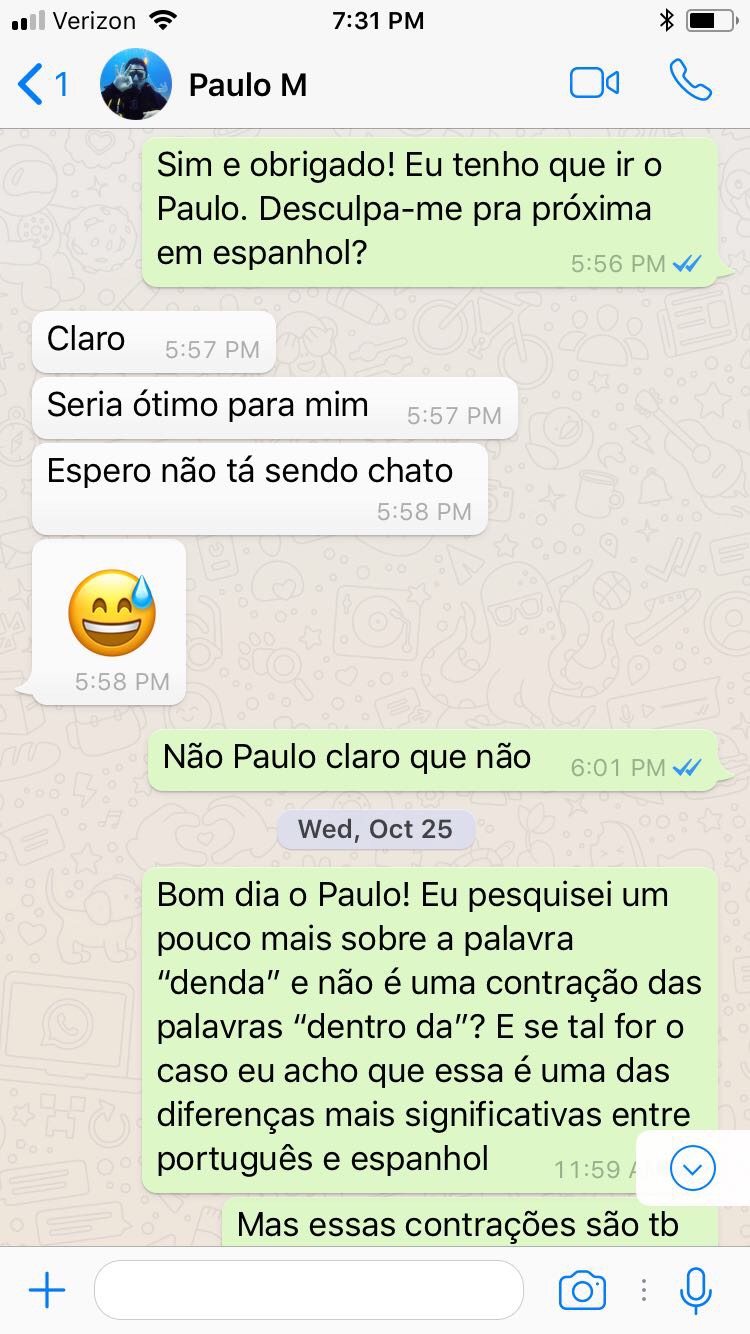 Verizon 7:31 PM
1 Paulo M
Sim e obrigado! Eu tenho que ir o
Paulo. Desculpa-me pra próxima
em espanhol?
5:56 PM
Claro 5:57 PM
Seria ótimo para mim 5:57 PM
Espero não tá sendo chato
5:58 PM
5:58 PM
Não Paulo claro que não 6:01 PM
Wed, Oct 25
Bom dia o Paulo! Eu pesquisei um
pouco mais sobre a palavra
“denda” e não é uma contração das
palavras “dentro da”? E se tal for o
caso eu acho que essa é uma das
diferenças mais significativas entre
português e espanhol
11:59
Mas essas contrações são tb